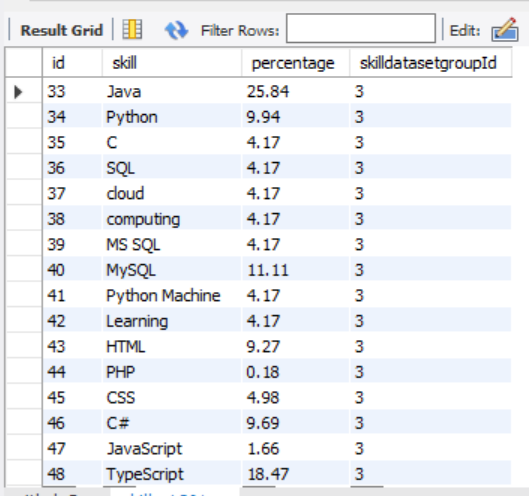 Result Grid Filter Rows: Edit:
id skill percentage skilldatasetgroupId
33 Java 25.84 3
34 Python 9.94 3
35 C 4.17 3
36 SQL 4.17 3
37 cloud 4.17 3
38 computing 4.17 3
39 MS SQL 4.17 3
40 MySQL 11.11 3
41 Python Machine 4.17 3
42 Learning 4.17 3
43 HTML 9.27 3
44 PHP 0.18 3
45 CSS 4.98 3
46 C# 9.69 3
47 JavaScript 1.66 3
48 TypeScript 18.47 3